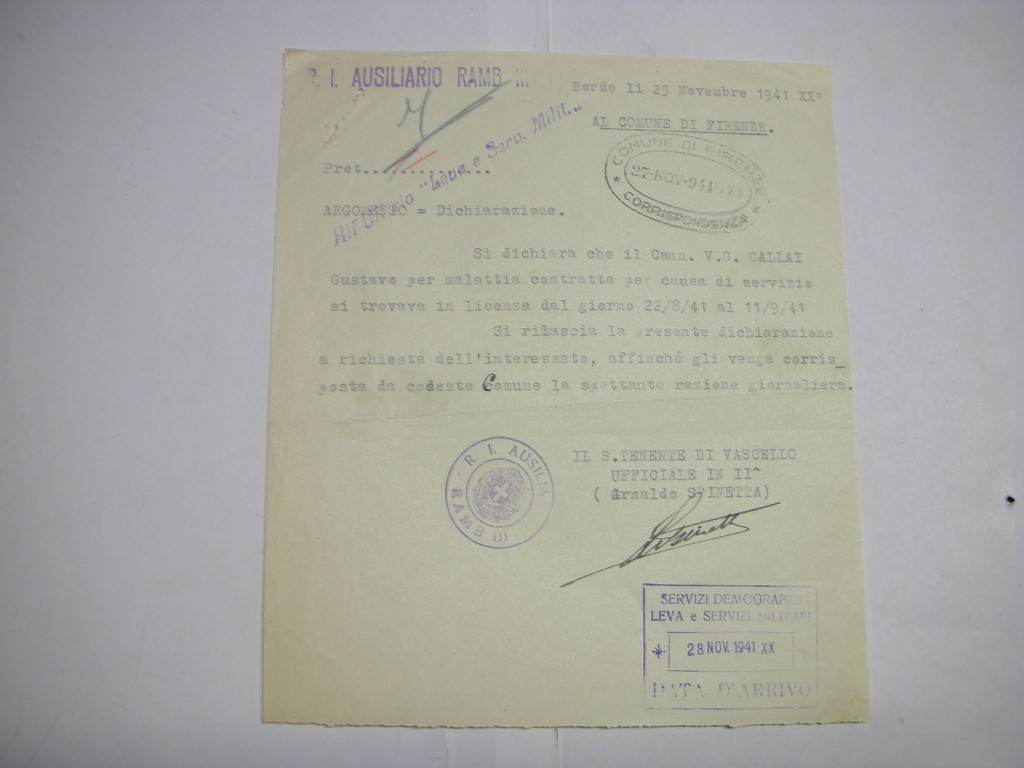 R. I. AUSILIARIO RAMB III
Bordo li 25 Novembre 1941 XX°
AL COMUNE DI FIRENZE.
COMUNE DI FIRENZE
27·NOV·941
CORRISPONDENZA
Prot.............
All'Ufficio "Leva e Serv. Milit..
ARGOMENTO = Dichiarazione.
Si dichiara che il Cann. V.G. GALLAI
Gustavo per malattia contratta per causa di servizio
si trovava in licenza dal giorno 22/8/41 al 11/9/41
Si rilascia la presente dichiarazione
a richiesta dell'interessato, affinché gli venga corris_
posta da codesto Comune la spettante razione giornaliera.
IL S.TENENTE DI VASCELLO
UFFICIALE IN II^
( Arnaldo SPINETTA)
R. I. AUSILIA
RAMB III
SERVIZI DEMOGRAFICI
LEVA e SERVIZI MILITARI
28 NOV. 1941 XX
DATA D'ARRIVO